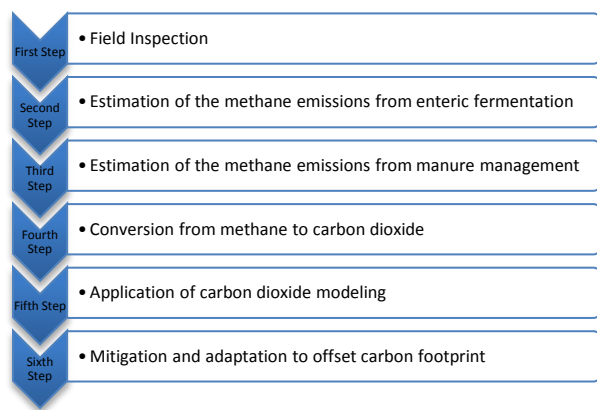 First Step
• Field Inspection
Second
Step
• Estimation of the methane emissions from enteric fermentation
Third
Step
• Estimation of the methane emissions from manure management
Fourth
Step
• Conversion from methane to carbon dioxide
Fifth Step
• Application of carbon dioxide modeling
Sixth
Step
• Mitigation and adaptation to offset carbon footprint